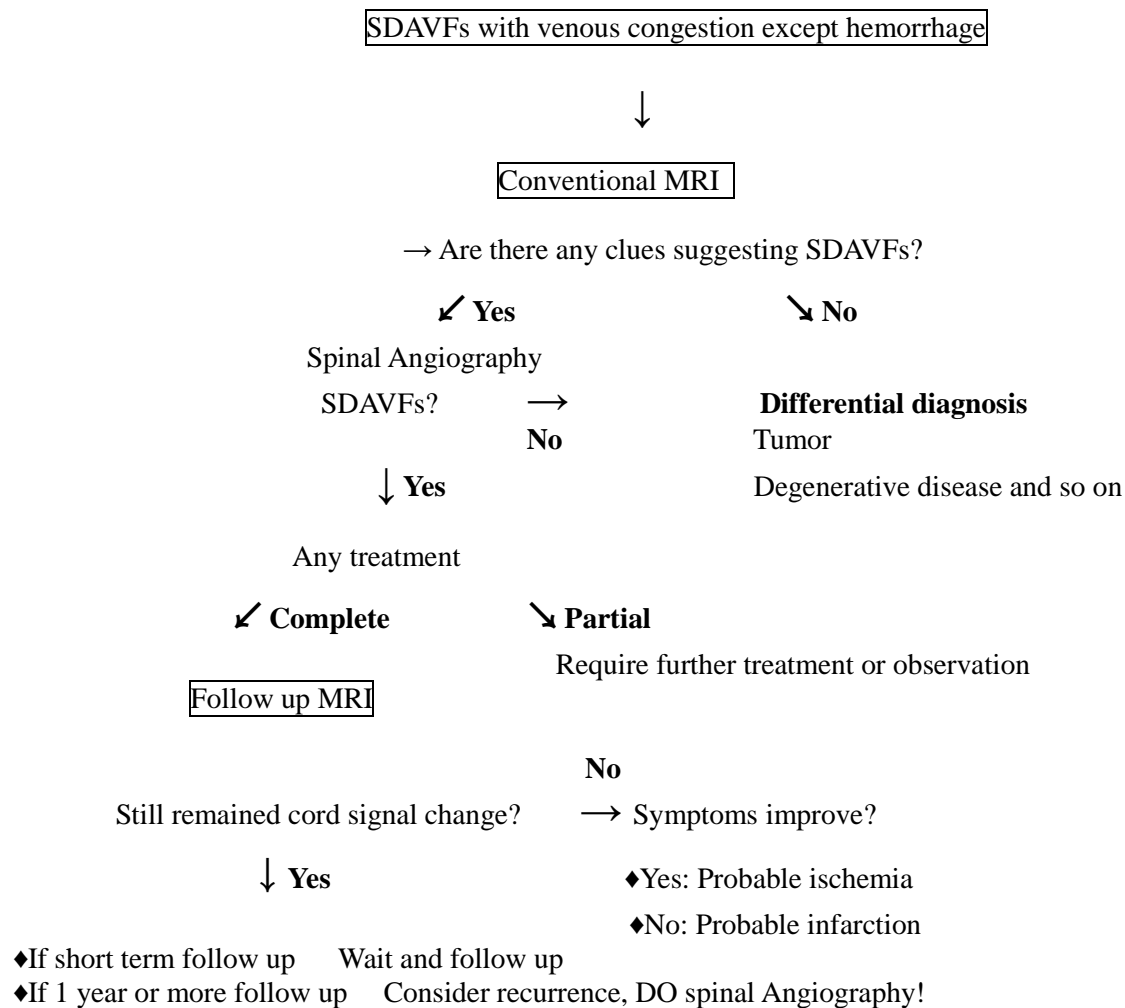 SDAVFs with venous congestion except hemorrhage
↓
Conventional MRI
→ Are there any clues suggesting SDAVFs?
↙ Yes ↘ No
Spinal Angiography
SDAVFs? → Differential diagnosis
No Tumor
↓ Yes Degenerative disease and so on
Any treatment
↙ Complete ↘ Partial
Require further treatment or observation
Follow up MRI
No
Still remained cord signal change? → Symptoms improve?
↓ Yes ♦Yes: Probable ischemia
♦No: Probable infarction
♦If short term follow up Wait and follow up
♦If 1 year or more follow up Consider recurrence, DO spinal Angiography!